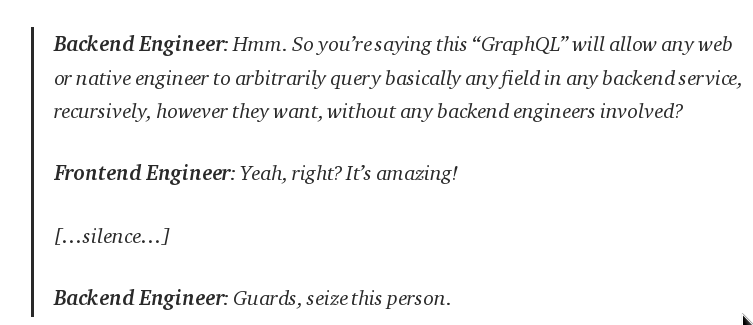 Backend Engineer: Hmm. So you're saying this “GraphQL” will allow any web
or native engineer to arbitrarily query basically any field in any backend service,
recursively, however they want, without any backend engineers involved?
Frontend Engineer: Yeah, right? It's amazing!
[…silence…]
Backend Engineer: Guards, seize this person.